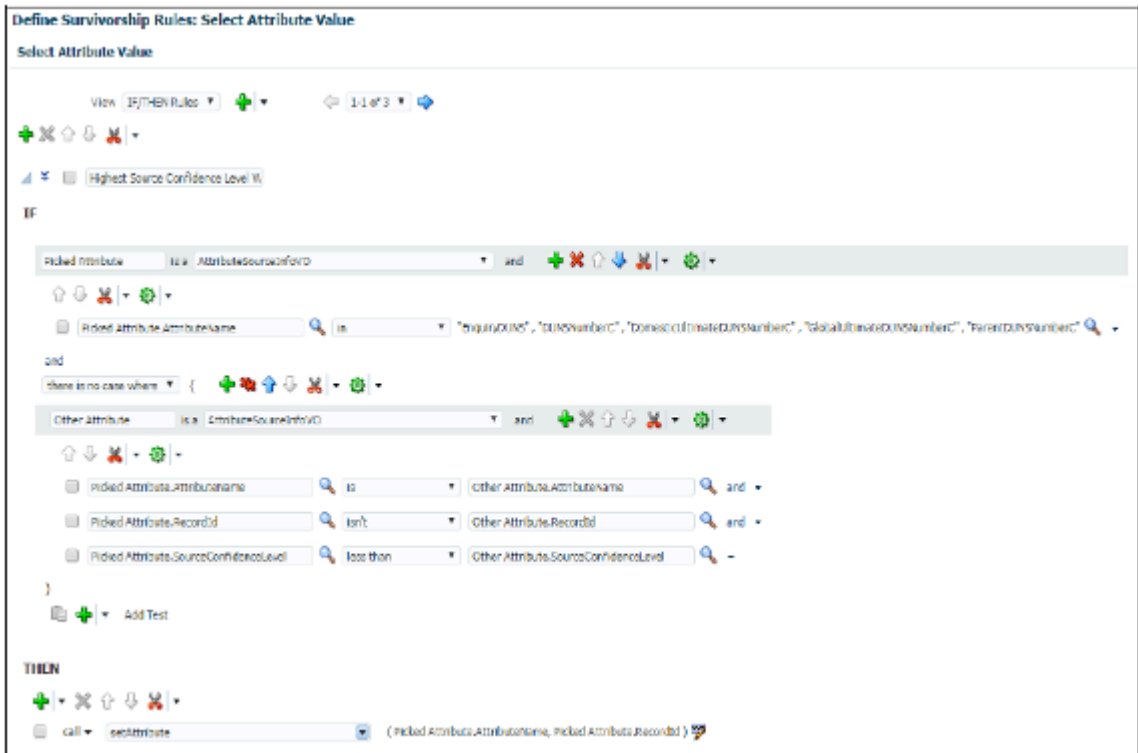 Define Survivorship Rules: Select Attribute Value
Select Attribute Value
View IF/THEN Rules 1-1 of 3
Highest Source Confidence Level W
IF
Picked Attribute is a AttributeSourceInfoVO and
Picked Attribute.AttributeName in "EnquiryDUNS", "DUNSNumberC", "DomesticUltimateDUNSNumberC", "GlobalUltimateDUNSNumberC", "ParentDUNSNumberC"
and
there is no case where {
Other Attribute is a AttributeSourceInfoVO and
Picked Attribute.AttributeName is Other Attribute.AttributeName and
Picked Attribute.RecordId isn't Other Attribute.RecordId and
Picked Attribute.SourceConfidenceLevel less than Other Attribute.SourceConfidenceLevel
}
Add Test
THEN
call setAttribute ( Picked Attribute.AttributeName, Picked Attribute.RecordId )